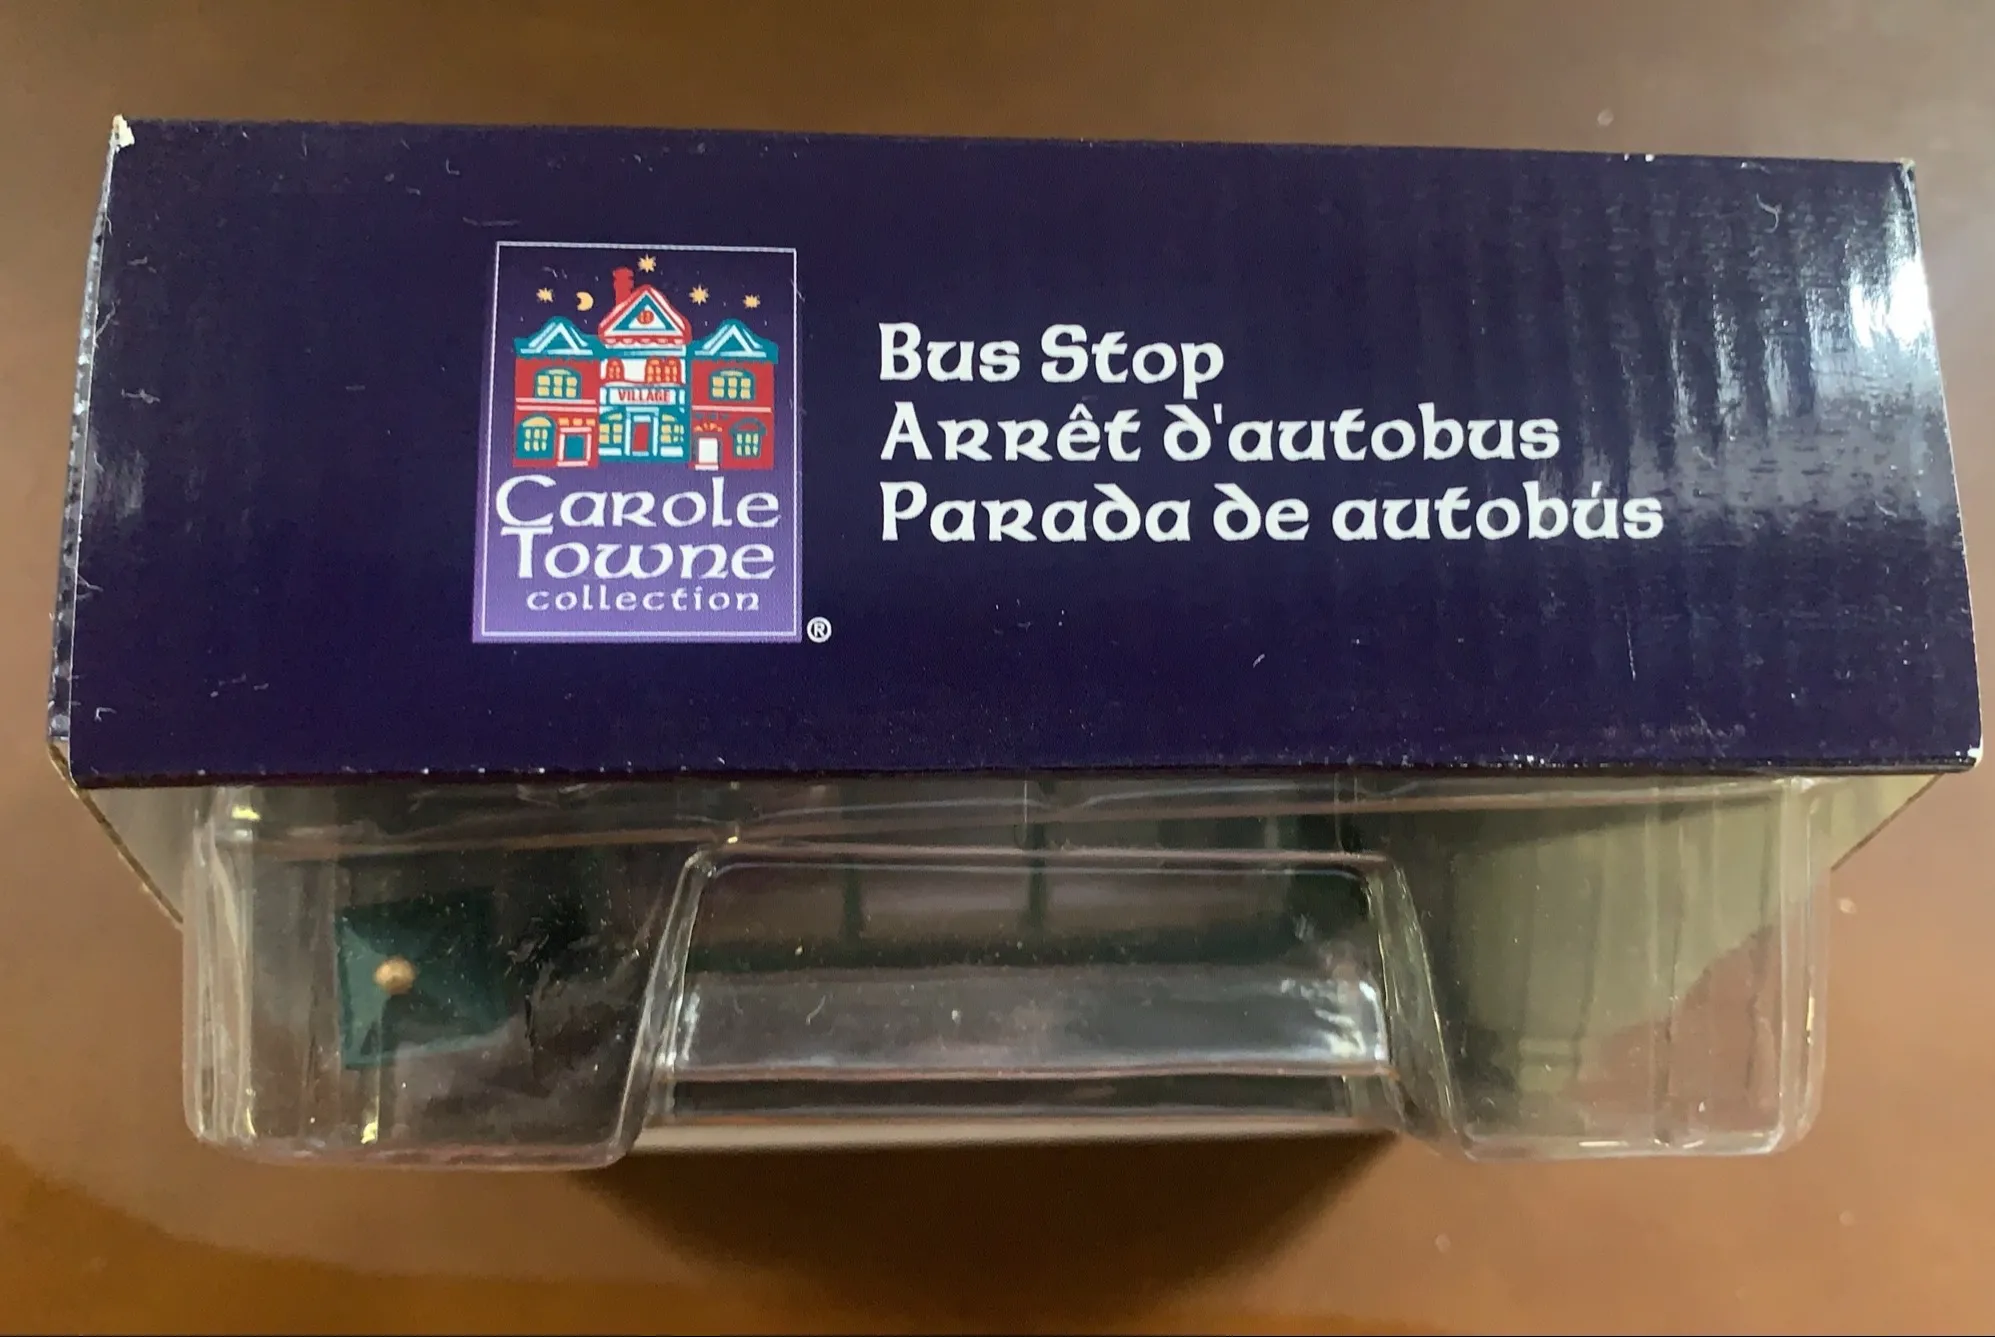 VILLAGE
Carole
Towne
collection
®
Bus Stop
Arrêt d'autobus
Parada de autobús